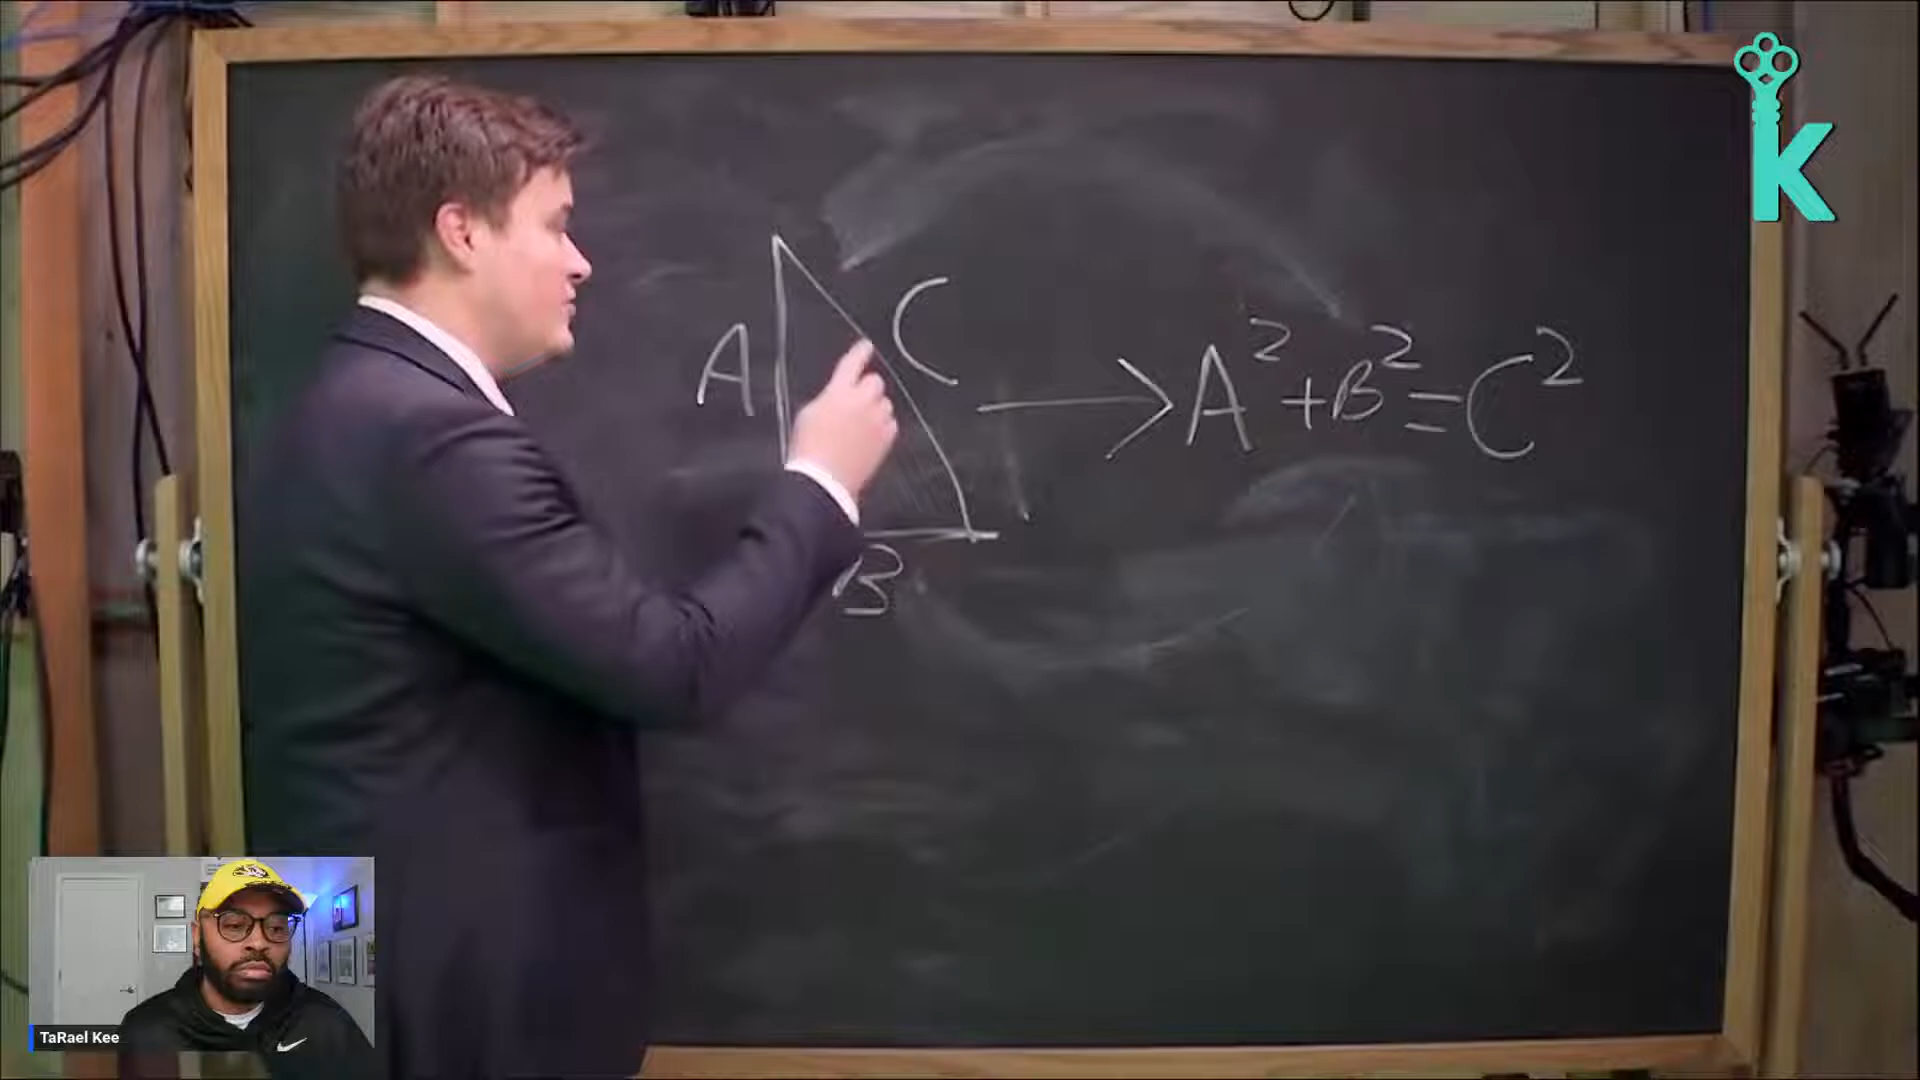 K
A
C
B
A² + B² = C²
TaRael Kee